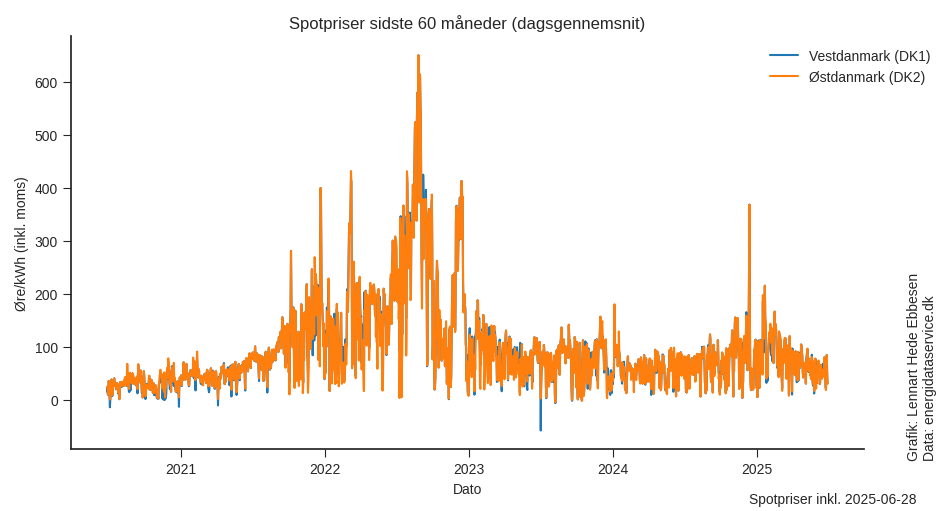 Spotpriser sidste 60 måneder (dagsgennemsnit)
Vestdanmark (DK1)
Østdanmark (DK2)
Øre/kWh (inkl. moms)
600
500
400
300
200
100
0
2021
2022
2023
2024
2025
Dato
Grafik: Lennart Hede Ebbesen
Data: energidataservice.dk
Spotpriser inkl. 2025-06-28